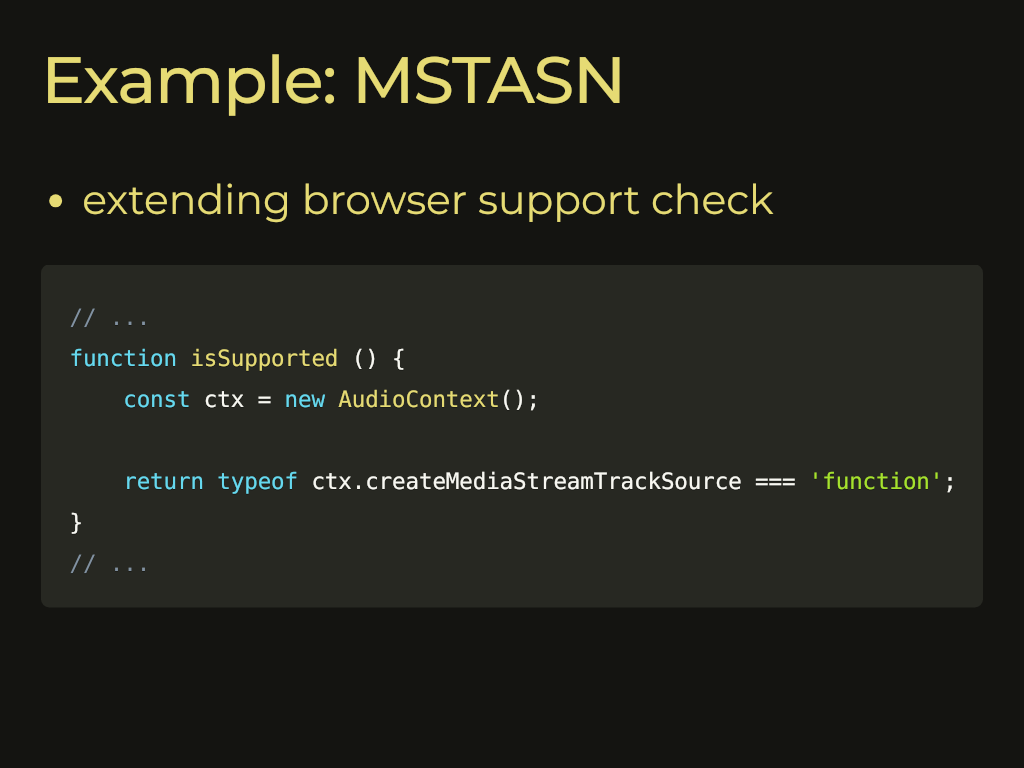 Example: MSTASN
• extending browser support check
// ...
function isSupported () {
    const ctx = new AudioContext();

    return typeof ctx.createMediaStreamTrackSource === 'function';
}
// ...